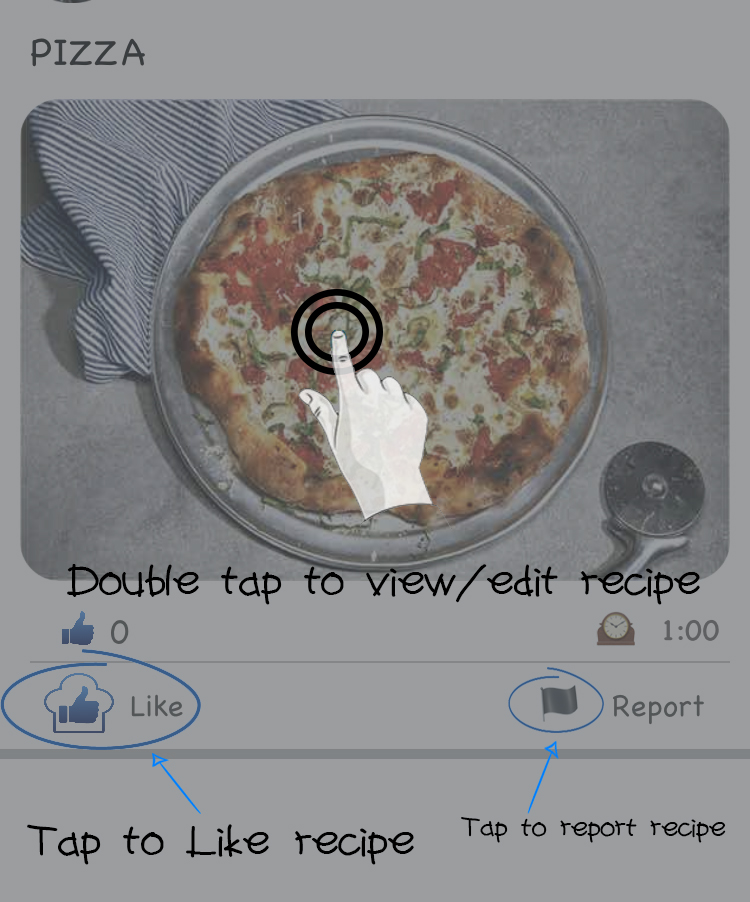 PIZZA
Double tap to view/edit recipe
0 1:00
Like Report
Tap to Like recipe
Tap to report recipe